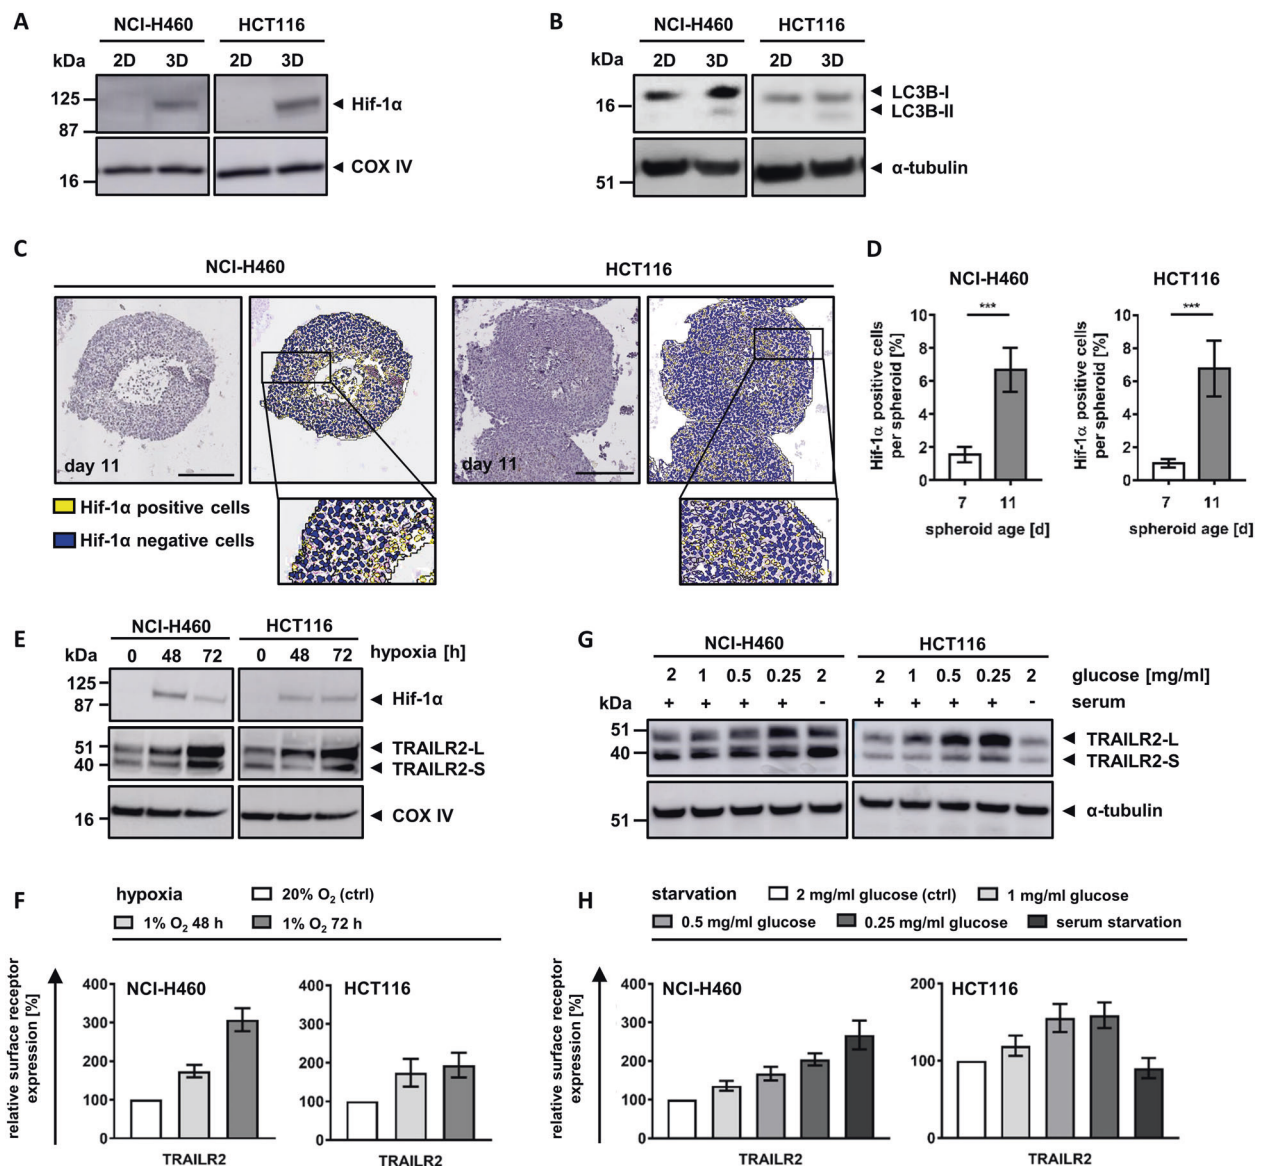 A
NCI-H460 HCT116
kDa 2D 3D 2D 3D
125
87
Hif-1α
16
COX IV
B
NCI-H460 HCT116
kDa 2D 3D 2D 3D
16
LC3B-I
LC3B-II
51
α-tubulin
C
NCI-H460 HCT116
day 11 day 11
Hif-1α positive cells
Hif-1α negative cells
D
NCI-H460
***
Hif-1α positive cells
per spheroid [%]
10
8
6
4
2
0
7 11
spheroid age [d]
HCT116
***
Hif-1α positive cells
per spheroid [%]
10
8
6
4
2
0
7 11
spheroid age [d]
E
NCI-H460 HCT116
kDa 0 48 72 0 48 72 hypoxia [h]
125
87
Hif-1α
51
40
TRAILR2-L
TRAILR2-S
16
COX IV
G
NCI-H460 HCT116
2 1 0.5 0.25 2 2 1 0.5 0.25 2 glucose [mg/ml]
kDa + + + + - + + + + - serum
51
40
TRAILR2-L
TRAILR2-S
51
α-tubulin
F
hypoxia 20% O₂ (ctrl)
1% O₂ 48 h 1% O₂ 72 h
relative surface receptor
expression [%]
NCI-H460
400
300
200
100
0
TRAILR2
HCT116
400
300
200
100
0
TRAILR2
H
starvation 2 mg/ml glucose (ctrl) 1 mg/ml glucose
0.5 mg/ml glucose 0.25 mg/ml glucose serum starvation
relative surface receptor
expression [%]
NCI-H460
400
300
200
100
0
TRAILR2
HCT116
200
100
0
TRAILR2